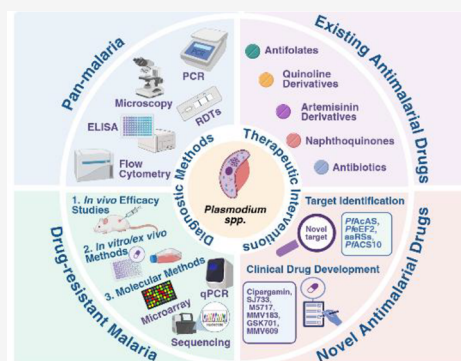 Pan-malaria
PCR
Microscopy
RDTs
ELISA
Flow
Cytometry
Existing Antimalarial Drugs
Antifolates
Quinoline
Derivatives
Artemisinin
Derivatives
Naphthoquinones
Antibiotics
Diagnostic Methods
Therapeutic Interventions
Plasmodium
spp.
Drug-resistant Malaria
1. In vivo Efficacy
Studies
2. In vitro/ex vivo
Methods
3. Molecular Methods
qPCR
Microarray
Sequencing
Novel Antimalarial Drugs
Target Identification
Novel
target
PfAcAS,
PfeEF2,
aaRSs,
PfACS10
Clinical Drug Development
Cipargamin,
SJ733,
M5717,
MMV183,
GSK701,
MMV609